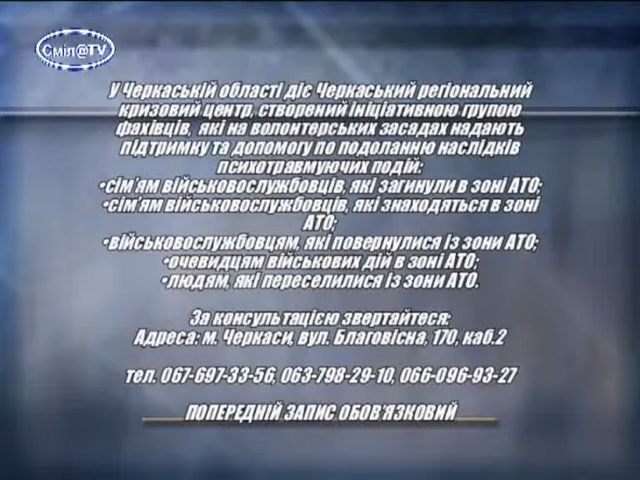 Сміл@TV
У Черкаській області діє Черкаський регіональний
кризовий центр, створений ініціативною групою
фахівців, які на волонтерських засадах надають
підтримку та допомогу по подоланню наслідків
психотравмуючих подій:
•сім'ям військовослужбовців, які загинули в зоні АТО;
•сім'ям військовослужбовців, які знаходяться в зоні
АТО;
•військовослужбовцям, які повернулися із зони АТО;
•очевидцям військових дій в зоні АТО;
•людям, які переселилися із зони АТО.
За консультацією звертайтеся:
Адреса: м. Черкаси, вул. Благовісна, 170, каб.2
тел. 067-697-33-56, 063-798-29-10, 066-096-93-27
ПОПЕРЕДНІЙ ЗАПИС ОБОВ'ЯЗКОВИЙ